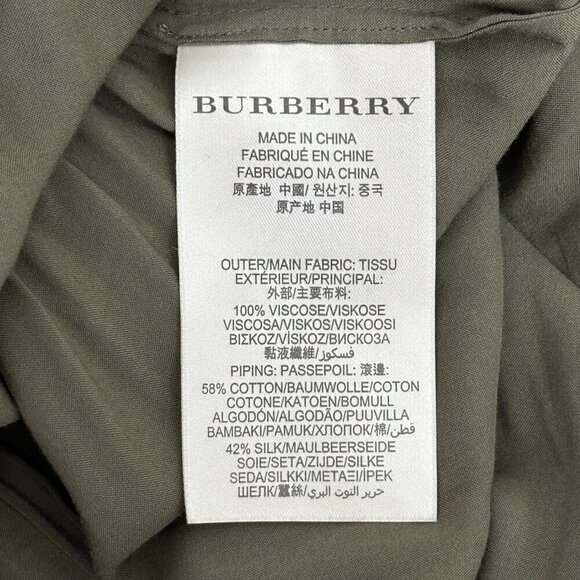 BURBERRY
MADE IN CHINA
FABRIQUÉ EN CHINE
FABRICADO NA CHINA
原產地 中國/ 원산지: 중국
原产地 中国
OUTER/MAIN FABRIC: TISSU
EXTÉRIEUR/PRINCIPAL:
外部/主要布料:
100% VISCOSE/VISKOSE
VISCOSA/VISKOS/VISKOOSI
ΒΙΣΚΟΖ/VİSKOZ/ВИСКОЗА
黏液纖維/فسكوز
PIPING: PASSEPOIL: 滾邊:
58% COTTON/BAUMWOLLE/COTON
COTONE/KATOEN/BOMULL
ALGODÓN/ALGODÃO/PUUVILLA
ΒΑΜΒΑΚΙ/PAMUK/ХЛОПОК/棉/قطن
42% SILK/MAULBEERSEIDE
SOIE/SETA/ZIJDE/SILKE
SEDA/SILKKI/ΜΕΤΑΞΙ/İPEK
ШЕЛК/蠶絲/حرير التوت البري